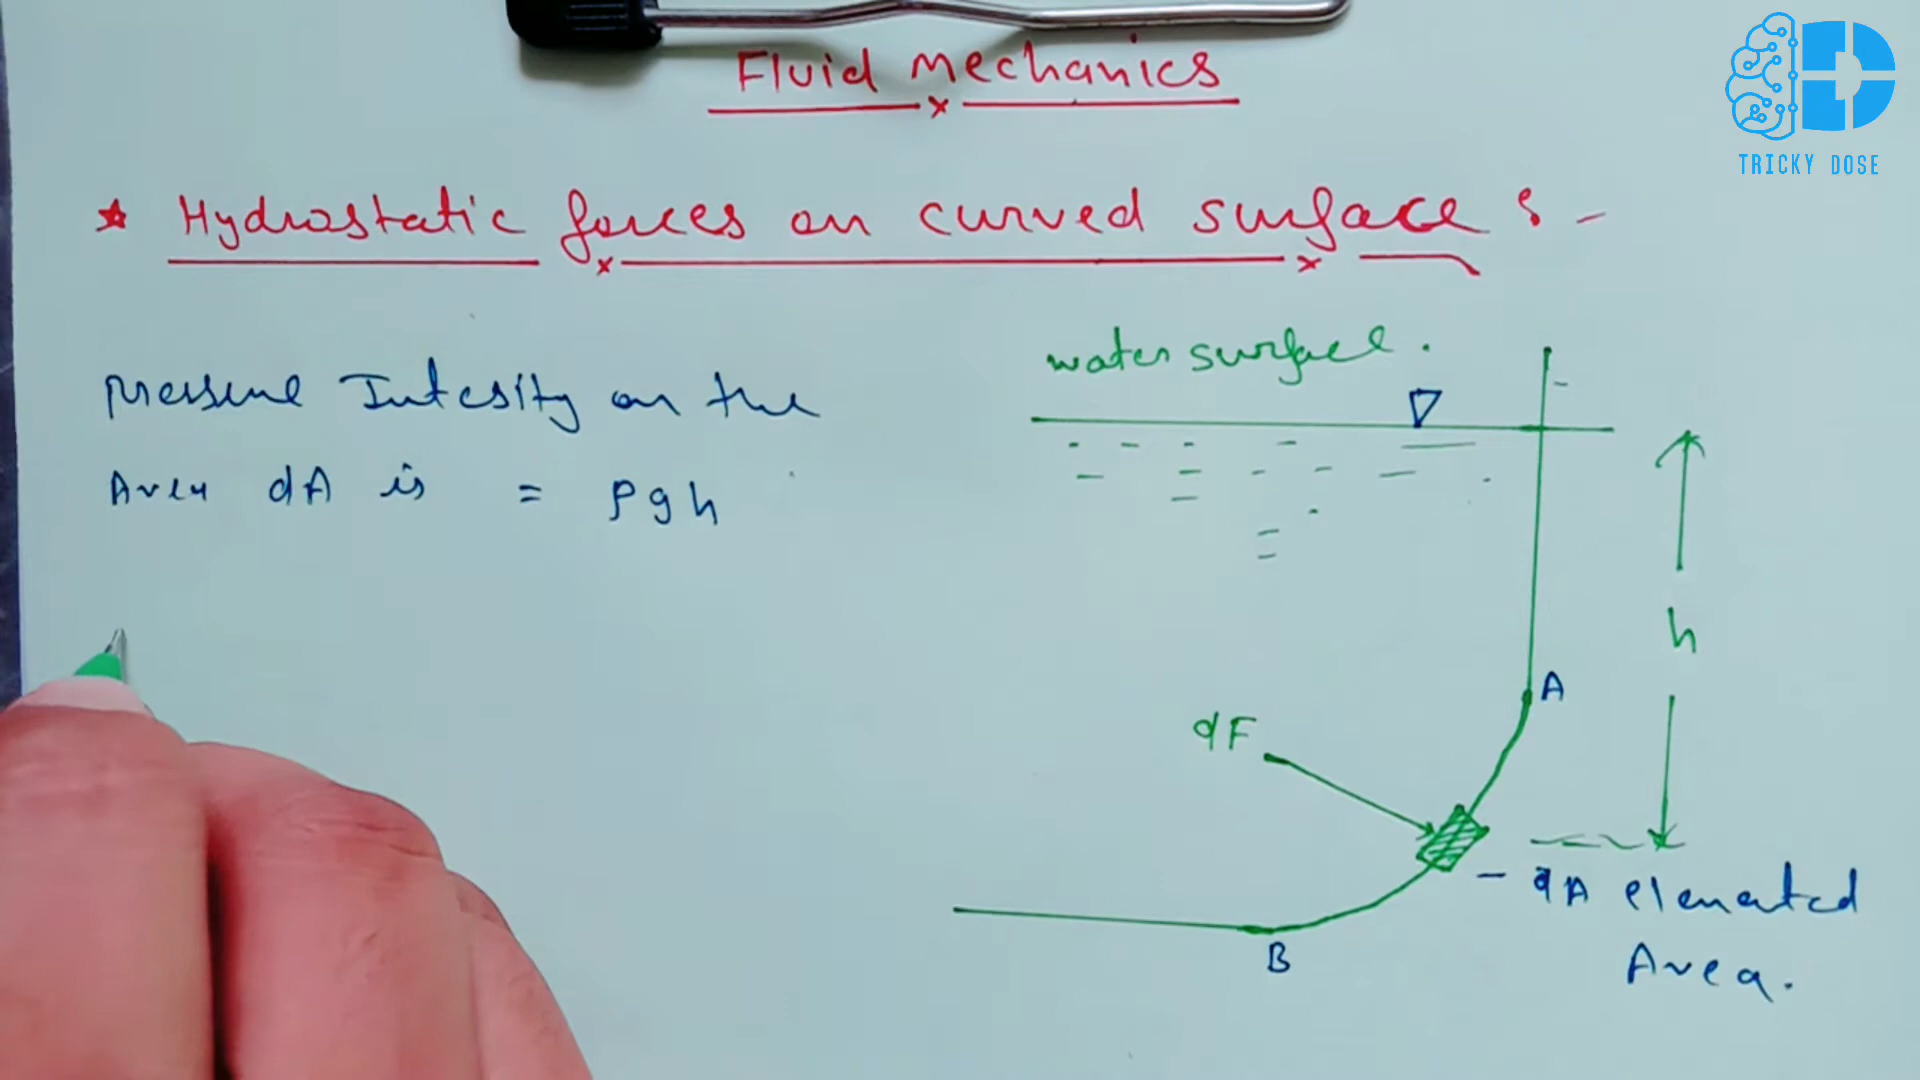 Fluid Mechanics
TRICKY DOSE
* Hydrostatic forces on curved surface :-
Pressure Intesity on the
Area dA is = ρgh
water surface.
h
A
dF
- dA elemented
Area.
B